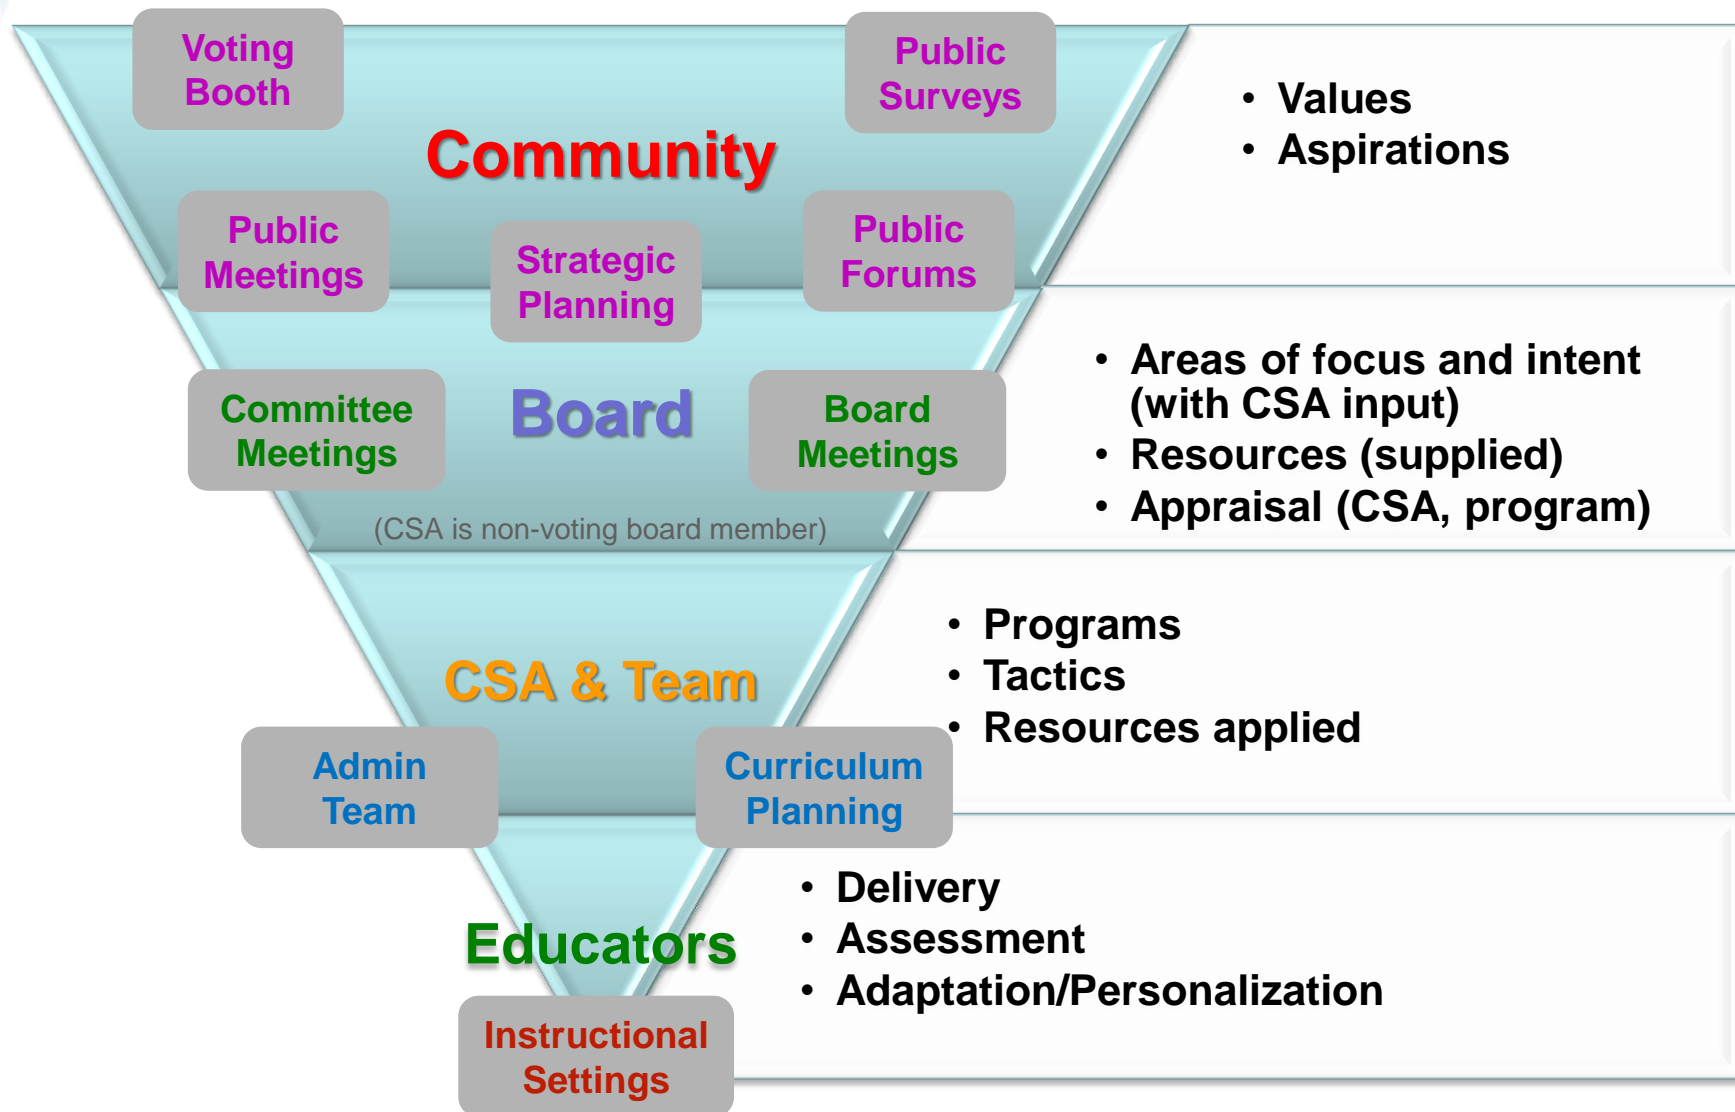 Voting
Booth
Public
Surveys
Community
Public
Meetings
Strategic
Planning
Public
Forums
• Values
• Aspirations
Committee
Meetings
Board
Board
Meetings
(CSA is non-voting board member)
• Areas of focus and intent
(with CSA input)
• Resources (supplied)
• Appraisal (CSA, program)
CSA & Team
Admin
Team
Curriculum
Planning
• Programs
• Tactics
• Resources applied
Educators
Instructional
Settings
• Delivery
• Assessment
• Adaptation/Personalization